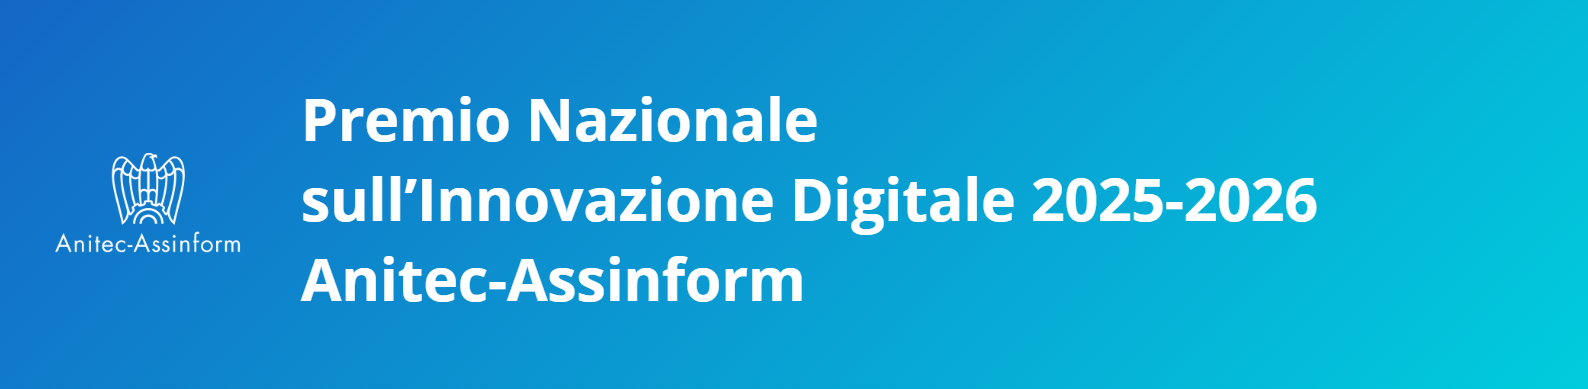 Premio Nazionale
sull’Innovazione Digitale 2025-2026
Anitec-Assinform
Anitec-Assinform